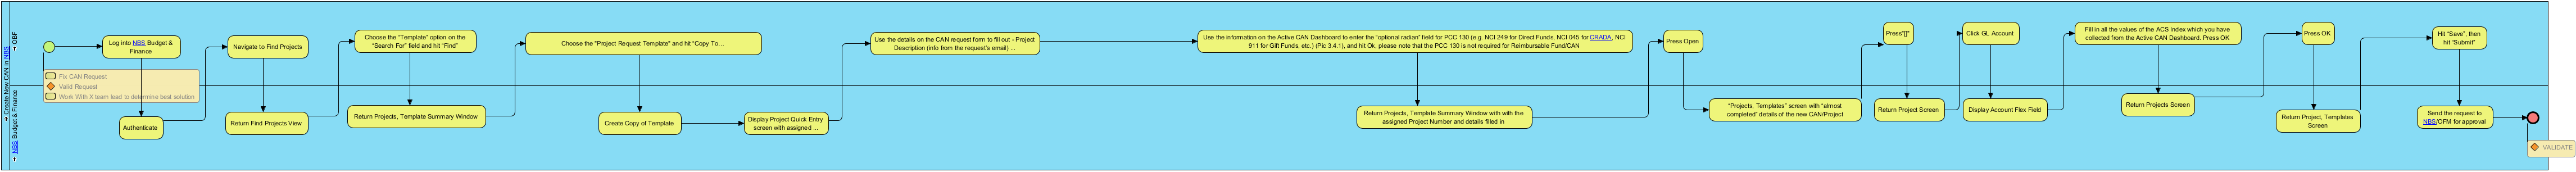 Create New CAN in NBS
OBF
NBS Budget & Finance
Log into NBS Budget &
Finance
Navigate to Find Projects
Choose the “Template” option on the
“Search For” field and hit “Find”
Choose the "Project Request Template" and hit “Copy To…
Use the details on the CAN request form to fill out - Project
Description (info from the request's email) ...
Use the information on the Active CAN Dashboard to enter the “optional radian” field for PCC 130 (e.g. NCI 249 for Direct Funds, NCI 045 for CRADA, NCI
911 for Gift Funds, etc.) (Pic 3.4.1), and hit Ok, please note that the PCC 130 is not required for Reimbursable Fund/CAN
Press Open
Press"[]"
Click GL Account
Fill in all the values of the ACS Index which you have
collected from the Active CAN Dashboard. Press OK
Press OK
Hit “Save”, then
hit “Submit”
Fix CAN Request
Valid Request
Work With X team lead to determine best solution
Authenticate
Return Find Projects View
Return Projects, Template Summary Window
Create Copy of Template
Display Project Quick Entry
screen with assigned ...
Return Projects, Template Summary Window with with the
assigned Project Number and details filled in
“Projects, Templates” screen with “almost
completed” details of the new CAN/Project
Return Project Screen
Display Account Flex Field
Return Projects Screen
Return Project, Templates
Screen
Send the request to
NBS/OFM for approval
VALIDATE